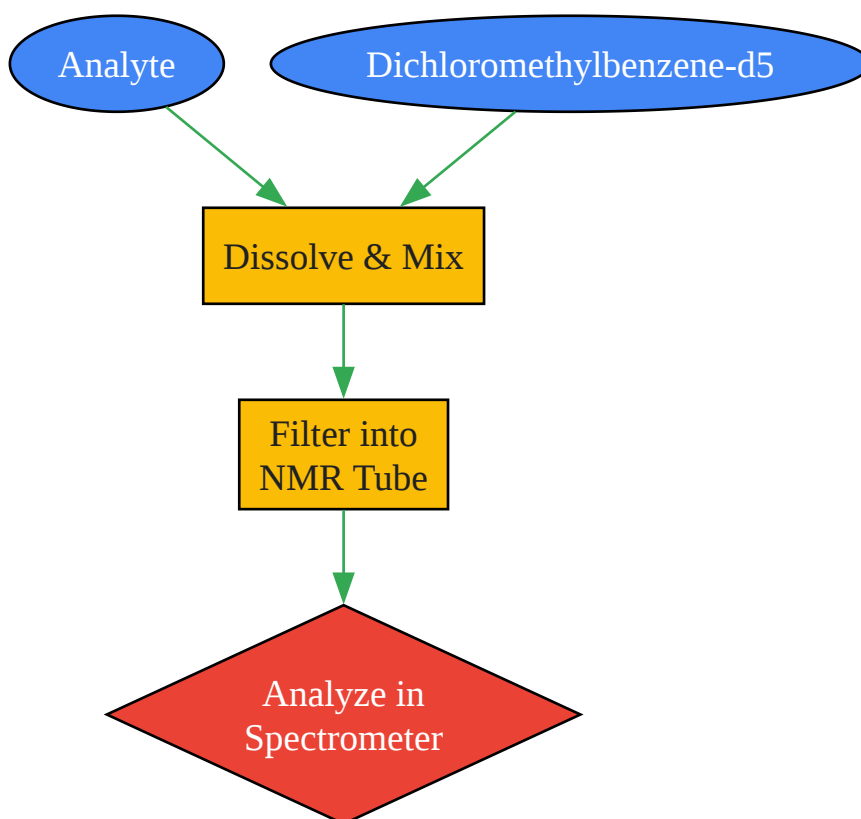 Analyte
Dichloromethylbenzene-d5
Dissolve & Mix
Filter into
NMR Tube
Analyze in
Spectrometer